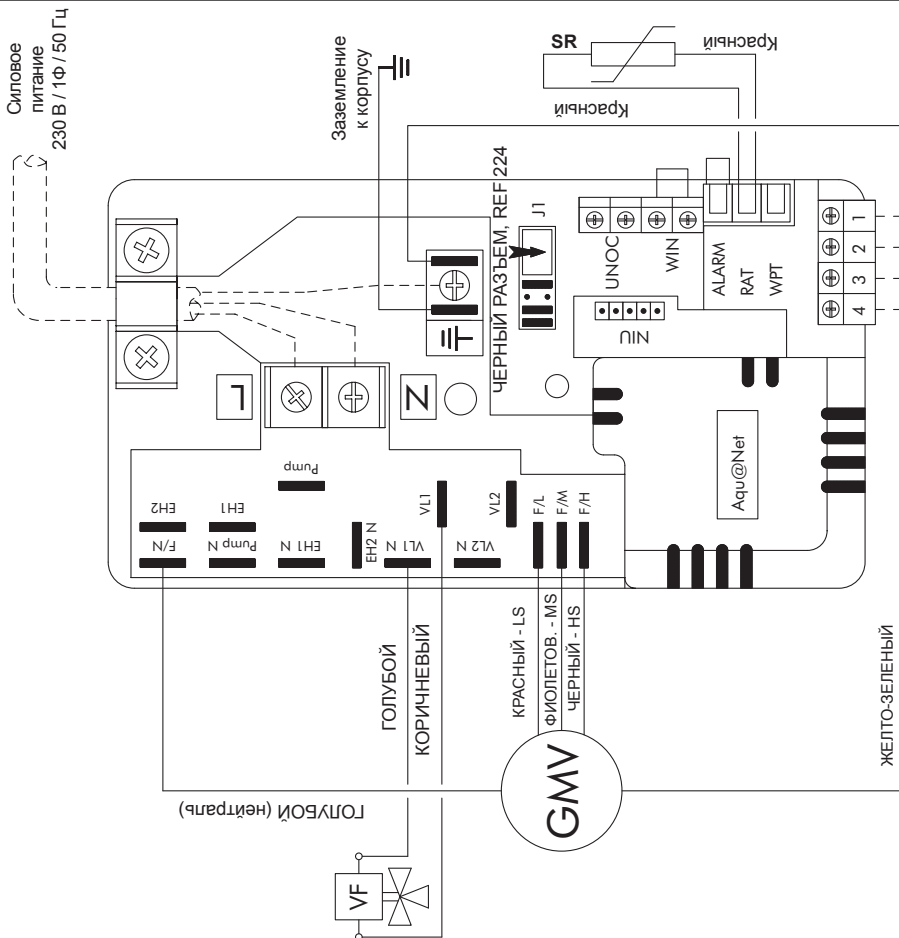 Силовое
питание
230 В / 1Ф / 50 Гц
Заземление
к корпусу
SR
Красный
Красный
ЧЕРНЫЙ РАЗЪЕМ, REF 224
J1
L
N
UNOC
WIN
ALARM
RAT
WPT
NIU
1
2
3
4
Aqu@Net
EH2
F/N
EH1
Pump N
Pump
EH1 N
EH2 N
VL1
VL1 N
VL2
VL2 N
F/L
F/M
F/H
ГОЛУБОЙ
КОРИЧНЕВЫЙ
КРАСНЫЙ - LS
ФИОЛЕТОВ. - MS
ЧЕРНЫЙ - HS
ГОЛУБОЙ (нейтраль)
GMV
VF
ЖЕЛТО-ЗЕЛЕНЫЙ